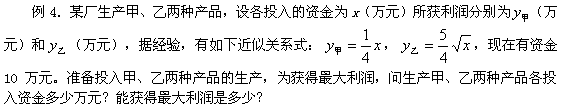 例 4．某厂生产甲、乙两种产品，设各投入的资金为 x（万元）所获利润分别为y甲（万
元）和 y乙（万元），据经验，有如下近似关系式： y甲 = 1/4 x， y乙 = 5/4 √x，现在有资金
10 万元。准备投入甲、乙两种产品的生产，为获得最大利润，问生产甲、乙两种产品各投
入资金多少万元？能获得最大利润是多少？